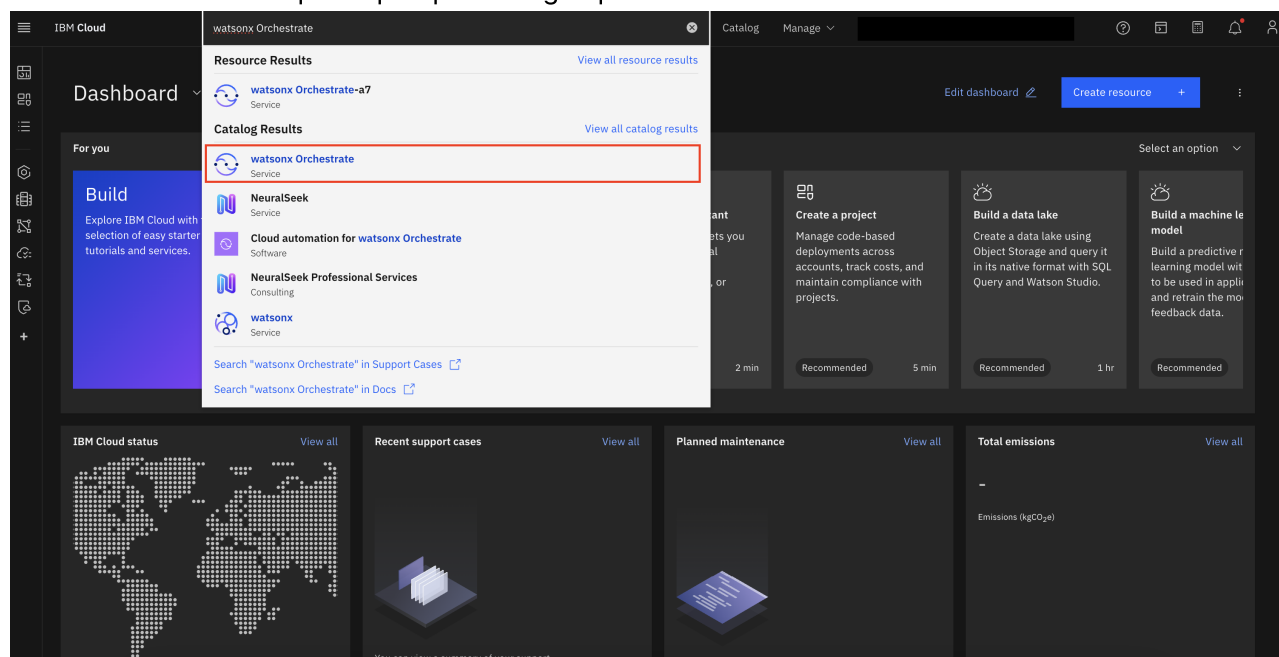 IBM Cloud
watsonx Orchestrate
Catalog
Manage
Resource Results
View all resource results
watsonx Orchestrate-a7
Service
Catalog Results
View all catalog results
watsonx Orchestrate
Service
NeuralSeek
Service
Cloud automation for watsonx Orchestrate
Software
NeuralSeek Professional Services
Consulting
watsonx
Service
Search "watsonx Orchestrate" in Support Cases
Search "watsonx Orchestrate" in Docs
Dashboard
Edit dashboard
Create resource +
For you
Select an option
Build
Explore IBM Cloud with
selection of easy starter
tutorials and services.
2 min
Create a project
Manage code-based
deployments across
accounts, track costs, and
maintain compliance with
projects.
Recommended
5 min
Build a data lake
Create a data lake using
Object Storage and query it
in its native format with SQL
Query and Watson Studio.
Recommended
1 hr
Build a machine le
model
Build a predictive
learning model wit
to be used in appli
and retrain the mo
feedback data.
Recommended
IBM Cloud status
View all
Recent support cases
View all
Planned maintenance
View all
Total emissions
View all
-
Emissions (kgCO₂e)